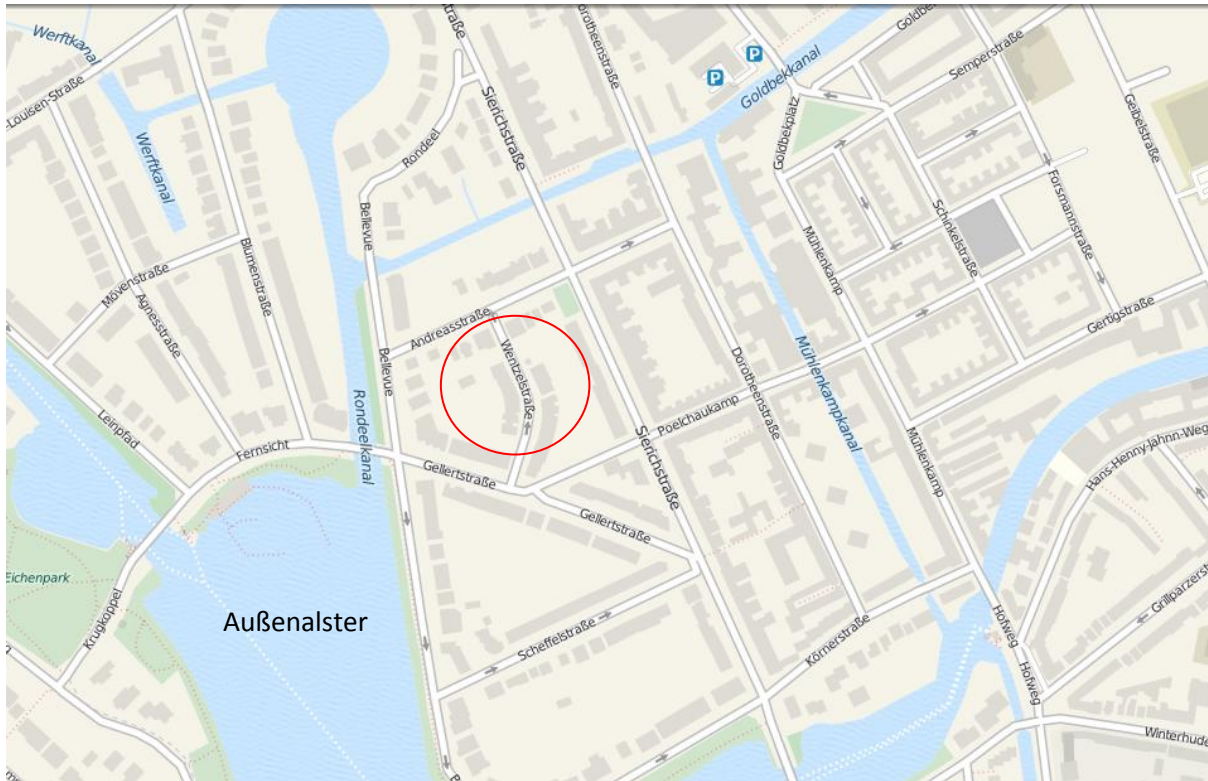 Werftkanal
-Louisen-Straße
Werftkanal
Rondeel
Sierichstraße
Dorotheenstraße
P
P
Goldbekkanal
Semperstraße
Geibelstraße
Goldbekplatz
Bellevue
Mövenstraße
Blumenstraße
Agnesstraße
Mühlenkamp
Schinkelstraße
Forsmannstraße
Andreasstraße
Wentzelstraße
Bellevue
Gertigstraße
Dorotheenstraße
Mühlenkampkanal
Rondeelkanal
Leinpfad
Fernsicht
Poelchaukamp
Sierichstraße
Mühlenkamp
Hans-Henny-Jahnn-Weg
Gellertstraße
Gellertstraße
Eichenpark
Krugkoppel
Außenalster
Scheffelstraße
Körnerstraße
Hofweg
Hofweg